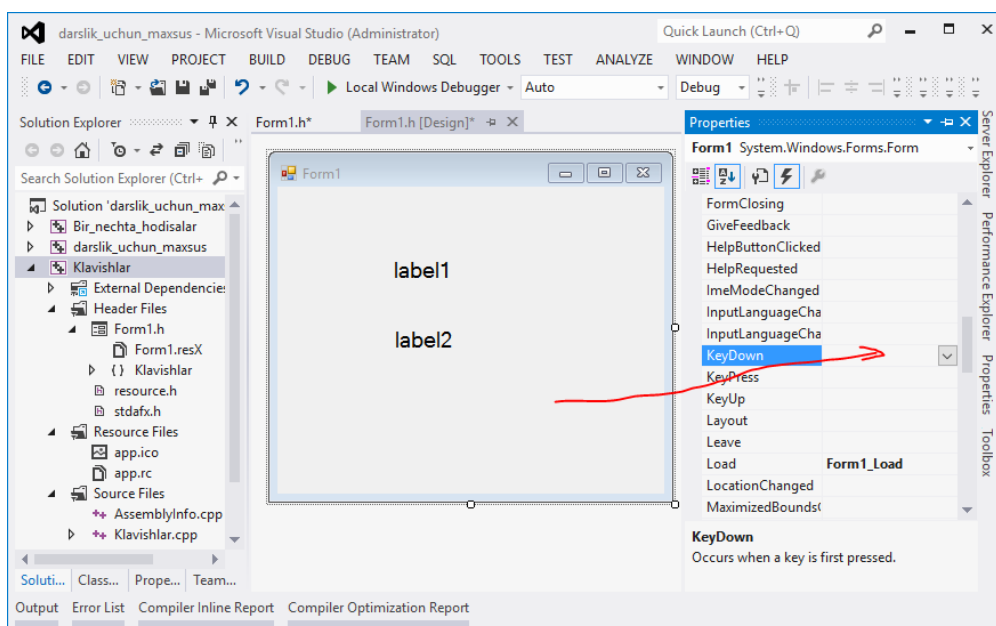 darslik_uchun_maxsus - Microsoft Visual Studio (Administrator)
Quick Launch (Ctrl+Q)
FILE EDIT VIEW PROJECT BUILD DEBUG TEAM SQL TOOLS TEST ANALYZE WINDOW HELP
Local Windows Debugger Auto Debug
Solution Explorer
Search Solution Explorer (Ctrl+
Solution 'darslik_uchun_max
Bir_nechta_hodisalar
darslik_uchun_maxsus
Klavishlar
External Dependencie
Header Files
Form1.h
Form1.resX
{ } Klavishlar
resource.h
stdafx.h
Resource Files
app.ico
app.rc
Source Files
AssemblyInfo.cpp
Klavishlar.cpp
Soluti... Class... Prope... Team...
Form1.h* Form1.h [Design]*
Form1
label1
label2
Properties
Form1 System.Windows.Forms.Form
FormClosing
GiveFeedback
HelpButtonClicked
HelpRequested
ImeModeChanged
InputLanguageCha
InputLanguageCha
KeyDown
KeyPress
KeyUp
Layout
Leave
Load Form1_Load
LocationChanged
MaximizedBounds(
KeyDown
Occurs when a key is first pressed.
Server Explorer
Performance Explorer
Properties
Toolbox
Output Error List Compiler Inline Report Compiler Optimization Report